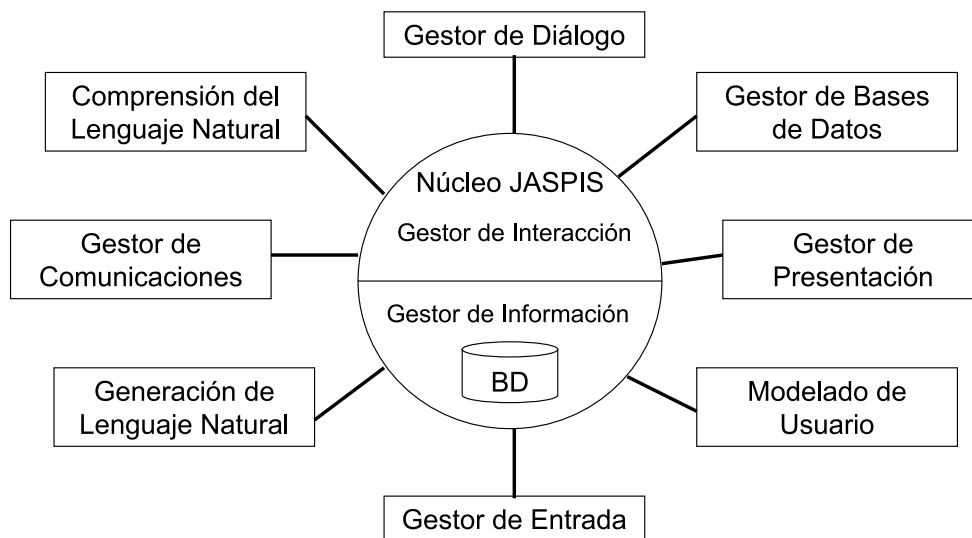 Gestor de Diálogo
Comprensión del
Lenguaje Natural
Gestor de Bases
de Datos
Núcleo JASPIS
Gestor de Interacción
Gestor de
Comunicaciones
Gestor de
Presentación
Gestor de Información
BD
Generación de
Lenguaje Natural
Modelado de
Usuario
Gestor de Entrada